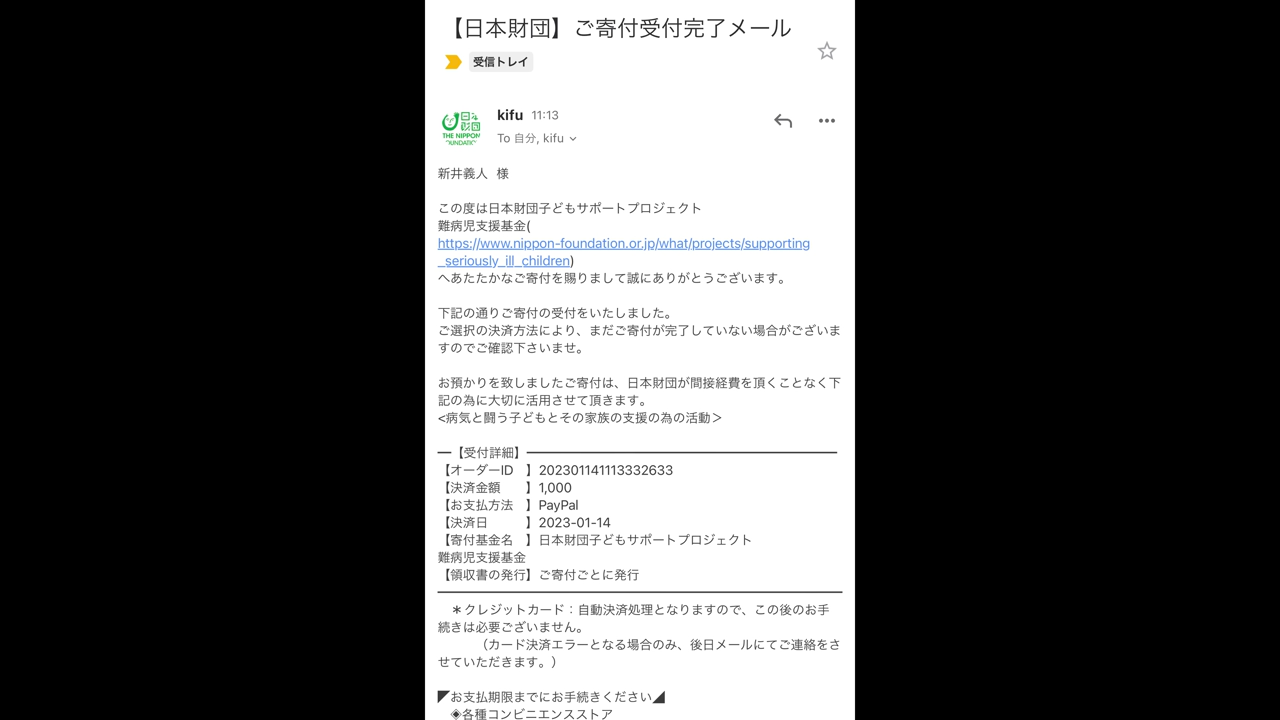 【日本財団】ご寄付受付完了メール
受信トレイ
kifu 11:13
To 自分, kifu
THE NIPPON
新井義人 様
この度は日本財団子どもサポートプロジェクト
難病児支援基金(
https://www.nippon-foundation.or.jp/what/projects/supporting
_seriously_ill_children)
へあたたかなご寄付を賜りまして誠にありがとうございます。
下記の通りご寄付の受付をいたしました。
ご選択の決済方法により、まだご寄付が完了していない場合がございま
すのでご確認下さいませ。
お預かりを致しましたご寄付は、日本財団が間接経費を頂くことなく下
記の為に大切に活用させて頂きます。
<病気と闘う子どもとその家族の支援の為の活動＞
━【受付詳細】━━━━━━━━━━━━━━━━━━━━━━━━━
【オーダーID　】202301141113332633
【決済金額　　】1,000
【お支払方法　】PayPal
【決済日　　　】2023-01-14
【寄付基金名　】日本財団子どもサポートプロジェクト
難病児支援基金
【領収書の発行】ご寄付ごとに発行
＊クレジットカード：自動決済処理となりますので、この後のお手
続きは必要ございません。
（カード決済エラーとなる場合のみ、後日メールにてご連絡をさ
せていただきます。）
◤お支払期限までにお手続きください◢
◈各種コンビニエンスストア